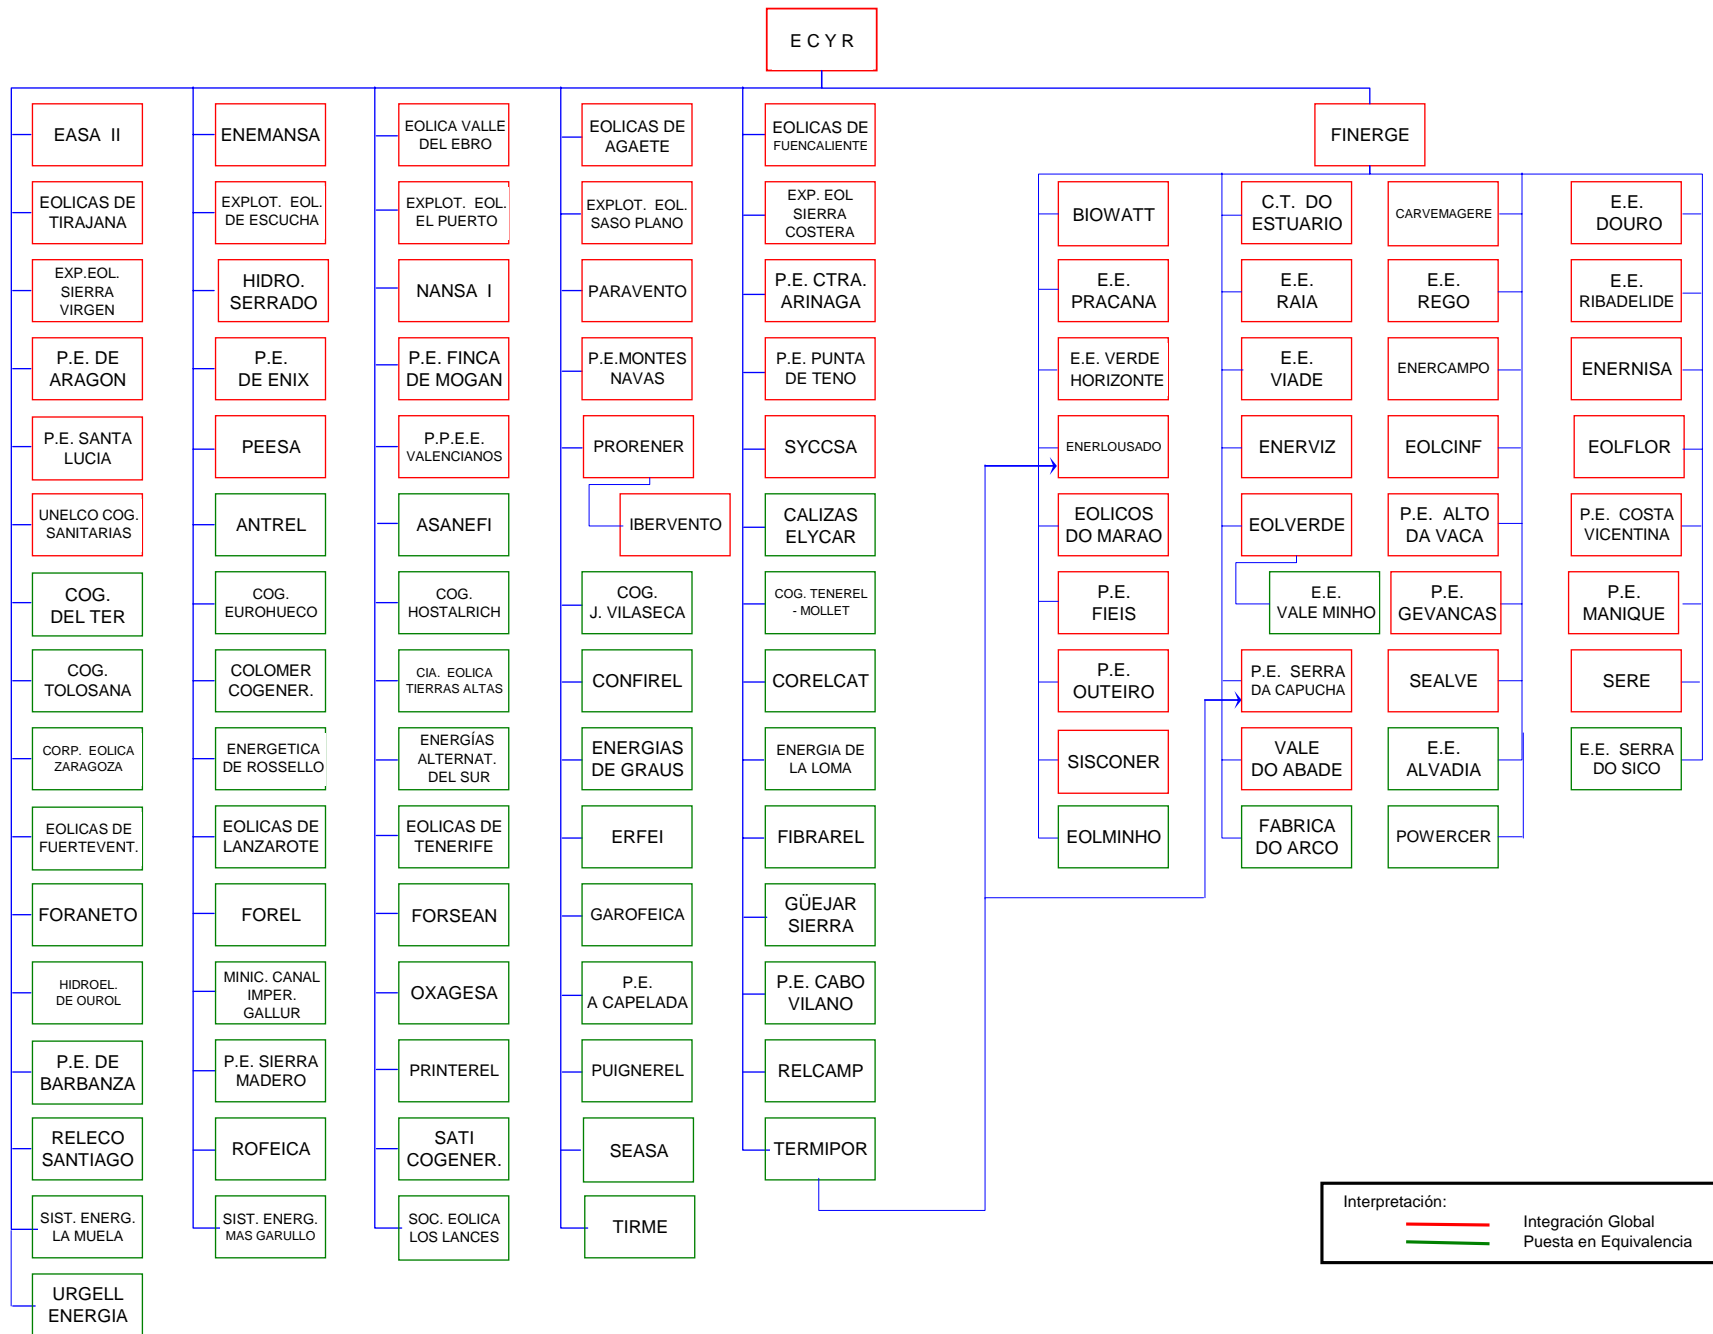 E C Y R
EASA II
ENEMANSA
EOLICA VALLE
DEL EBRO
EOLICAS DE
AGAETE
EOLICAS DE
FUENCALIENTE
FINERGE
EOLICAS DE
TIRAJANA
EXPLOT. EOL.
DE ESCUCHA
EXPLOT. EOL.
EL PUERTO
EXPLOT. EOL.
SASO PLANO
EXP. EOL
SIERRA
COSTERA
BIOWATT
C.T. DO
ESTUARIO
CARVEMAGERE
E.E.
DOURO
EXP.EOL.
SIERRA
VIRGEN
HIDRO.
SERRADO
NANSA I
PARAVENTO
P.E. CTRA.
ARINAGA
E.E.
PRACANA
E.E.
RAIA
E.E.
REGO
E.E.
RIBADELIDE
P.E. DE
ARAGON
P.E.
DE ENIX
P.E. FINCA
DE MOGAN
P.E.MONTES
NAVAS
P.E. PUNTA
DE TENO
E.E. VERDE
HORIZONTE
E.E.
VIADE
ENERCAMPO
ENERNISA
P.E. SANTA
LUCIA
PEESA
P.P.E.E.
VALENCIANOS
PRORENER
SYCCSA
ENERLOUSADO
ENERVIZ
EOLCINF
EOLFLOR
UNELCO COG.
SANITARIAS
ANTREL
ASANEFI
IBERVENTO
CALIZAS
ELYCAR
EOLICOS
DO MARAO
EOLVERDE
P.E. ALTO
DA VACA
P.E. COSTA
VICENTINA
COG.
DEL TER
COG.
EUROHUECO
COG.
HOSTALRICH
COG.
J. VILASECA
COG. TENEREL
- MOLLET
P.E.
FIEIS
E.E.
VALE MINHO
P.E.
GEVANCAS
P.E.
MANIQUE
COG.
TOLOSANA
COLOMER
COGENER.
CIA. EOLICA
TIERRAS ALTAS
CONFIREL
CORELCAT
P.E.
OUTEIRO
P.E. SERRA
DA CAPUCHA
SEALVE
SERE
CORP. EOLICA
ZARAGOZA
ENERGETICA
DE ROSSELLO
ENERGÍAS
ALTERNAT.
DEL SUR
ENERGIAS
DE GRAUS
ENERGIA DE
LA LOMA
SISCONER
VALE
DO ABADE
E.E.
ALVADIA
E.E. SERRA
DO SICO
EOLICAS DE
FUERTEVENT.
EOLICAS DE
LANZAROTE
EOLICAS DE
TENERIFE
ERFEI
FIBRAREL
EOLMINHO
FABRICA
DO ARCO
POWERCER
FORANETO
FOREL
FORSEAN
GAROFEICA
GÜEJAR
SIERRA
HIDROEL.
DE OUROL
MINIC. CANAL
IMPER.
GALLUR
OXAGESA
P.E.
A CAPELADA
P.E. CABO
VILANO
P.E. DE
BARBANZA
P.E. SIERRA
MADERO
PRINTEREL
PUIGNEREL
RELCAMP
RELECO
SANTIAGO
ROFEICA
SATI
COGENER.
SEASA
TERMIPOR
SIST. ENERG.
LA MUELA
SIST. ENERG.
MAS GARULLO
SOC. EOLICA
LOS LANCES
TIRME
URGELL
ENERGIA
Interpretación:
Integración Global
Puesta en Equivalencia